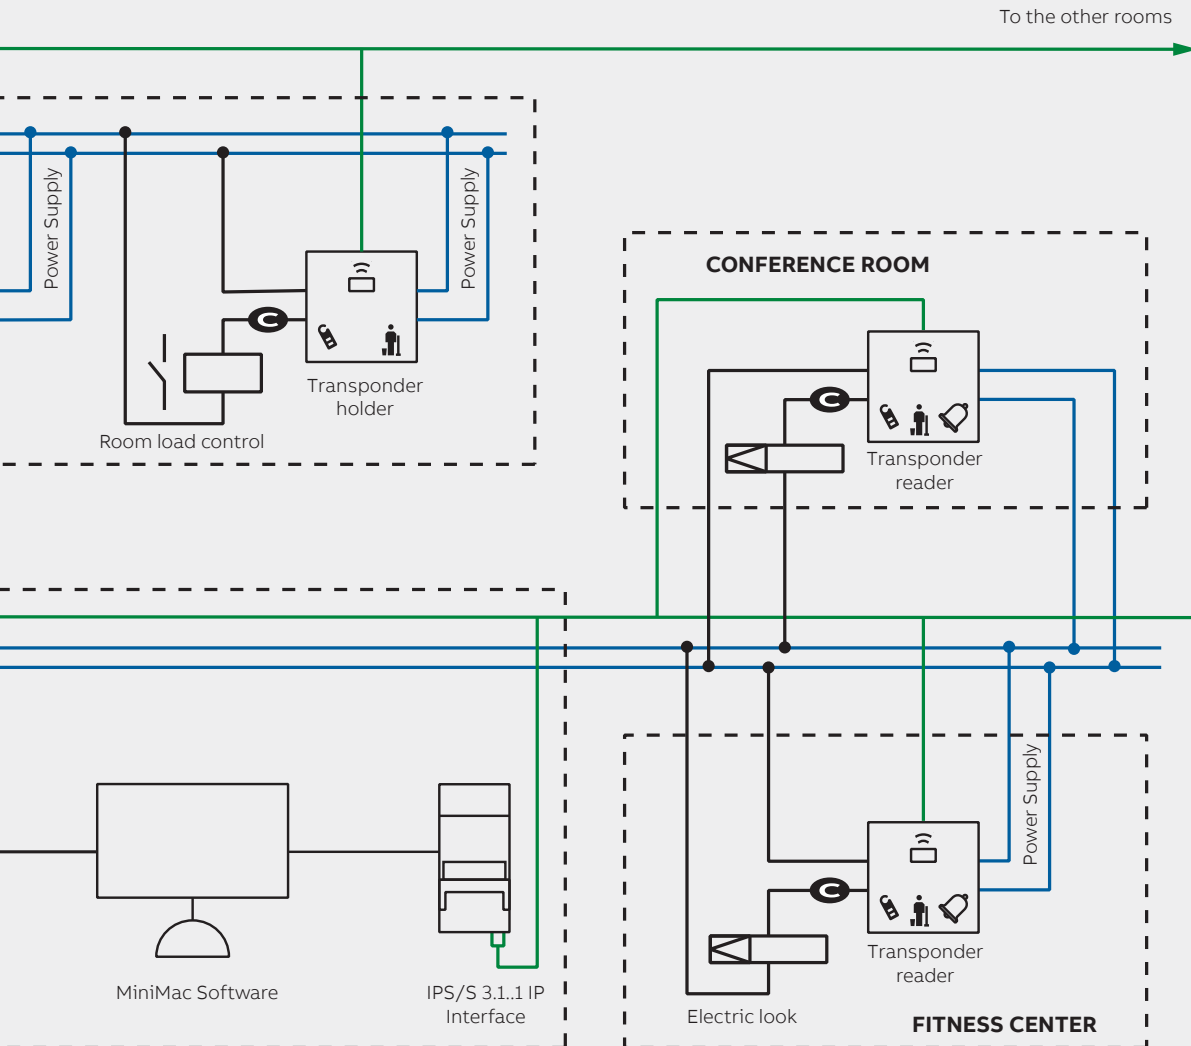 To the other rooms
Power Supply
Power Supply
C
Transponder
holder
Room load control
CONFERENCE ROOM
C
Transponder
reader
Power Supply
C
MiniMac Software
IPS/S 3.1..1 IP
Interface
Transponder
reader
Electric look
FITNESS CENTER